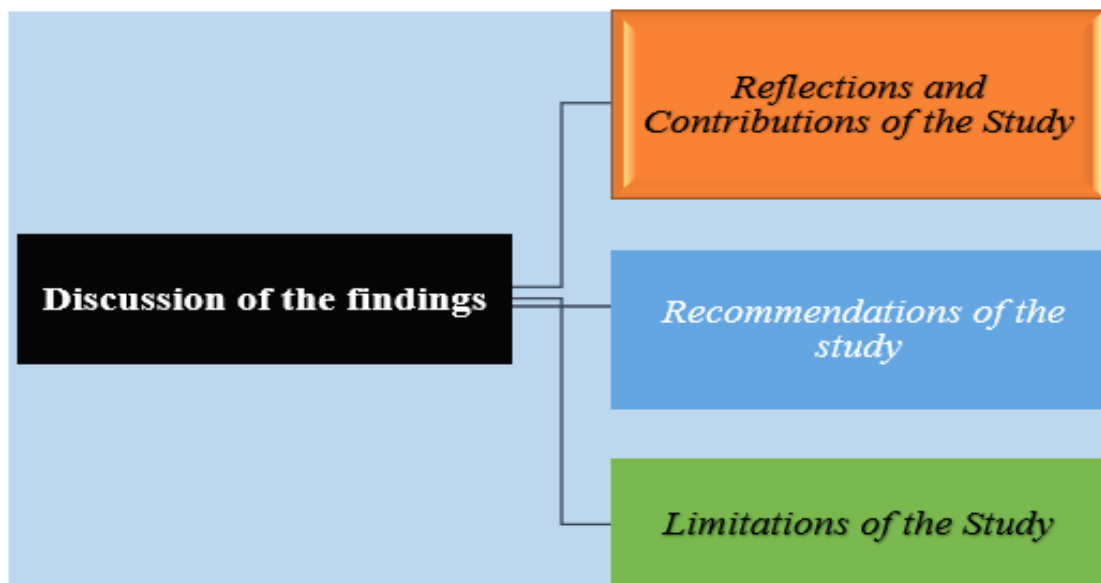 Discussion of the findings
Reflections and
Contributions of the Study
Recommendations of the
study
Limitations of the Study